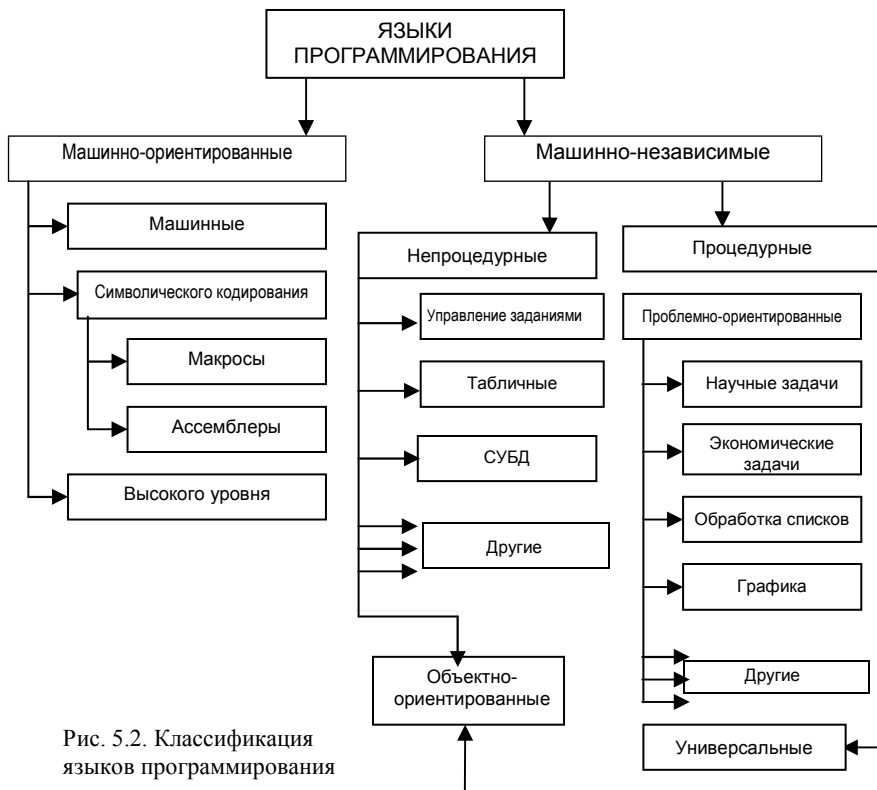 ЯЗЫКИ
ПРОГРАММИРОВАНИЯ
Машинно-ориентированные
Машинные
Символического кодирования
Макросы
Ассемблеры
Высокого уровня
Машинно-независимые
Непроцедурные
Управление заданиями
Табличные
СУБД
Другие
Объектно-
ориентированные
Процедурные
Проблемно-ориентированные
Научные задачи
Экономические
задачи
Обработка списков
Графика
Другие
Универсальные
Рис. 5.2. Классификация
языков программирования